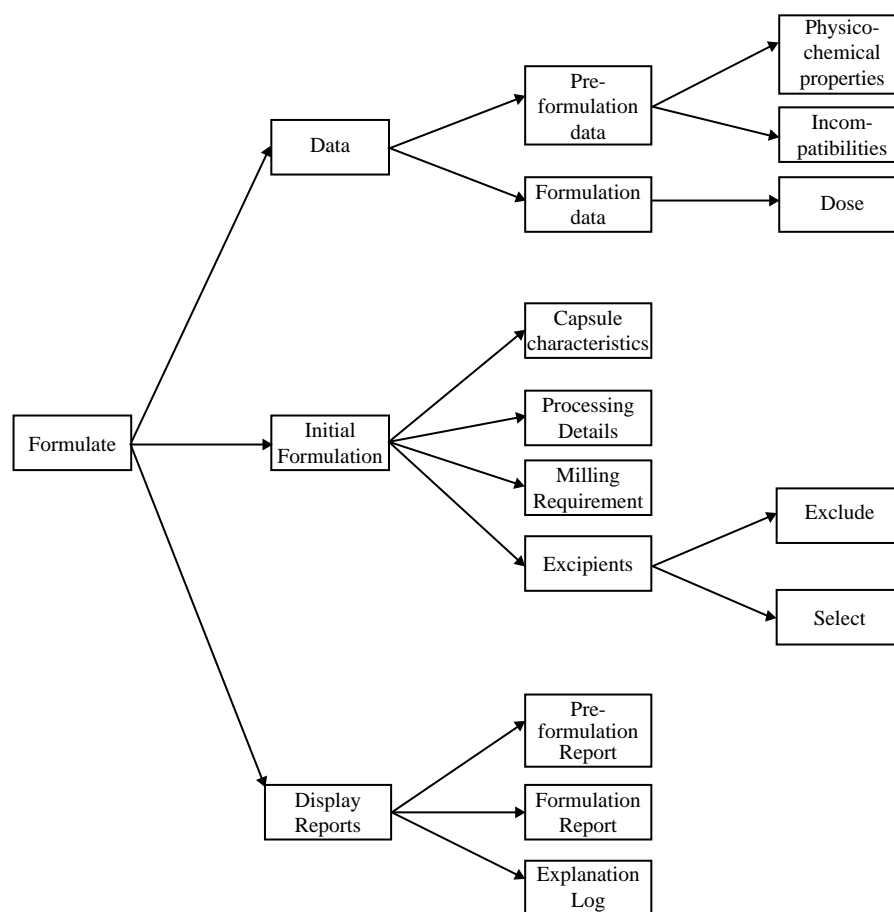 Physico-
chemical
properties
Pre-
formulation
data
Data
Incom-
patibilities
Formulation
data
Dose
Capsule
characteristics
Processing
Details
Formulate
Initial
Formulation
Milling
Requirement
Exclude
Excipients
Select
Pre-
formulation
Report
Display
Reports
Formulation
Report
Explanation
Log